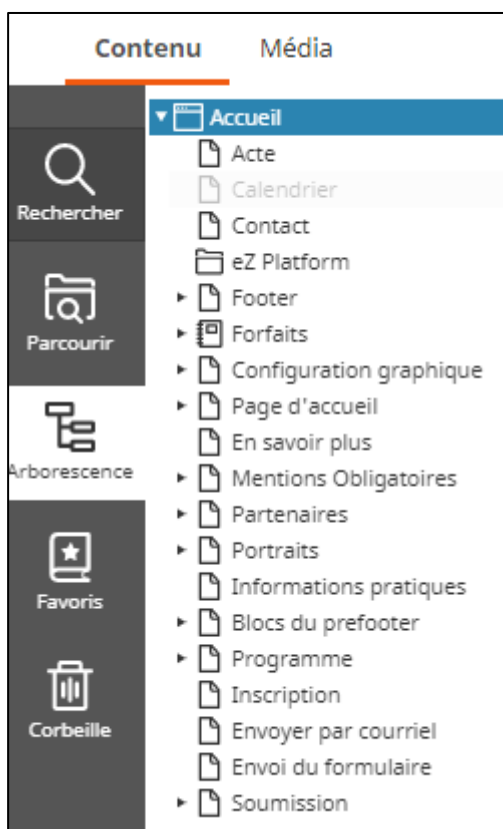 Contenu Média
Rechercher
Parcourir
Arborescence
Favoris
Corbeille
Accueil
Acte
Calendrier
Contact
eZ Platform
Footer
Forfaits
Configuration graphique
Page d'accueil
En savoir plus
Mentions Obligatoires
Partenaires
Portraits
Informations pratiques
Blocs du prefooter
Programme
Inscription
Envoyer par courriel
Envoi du formulaire
Soumission